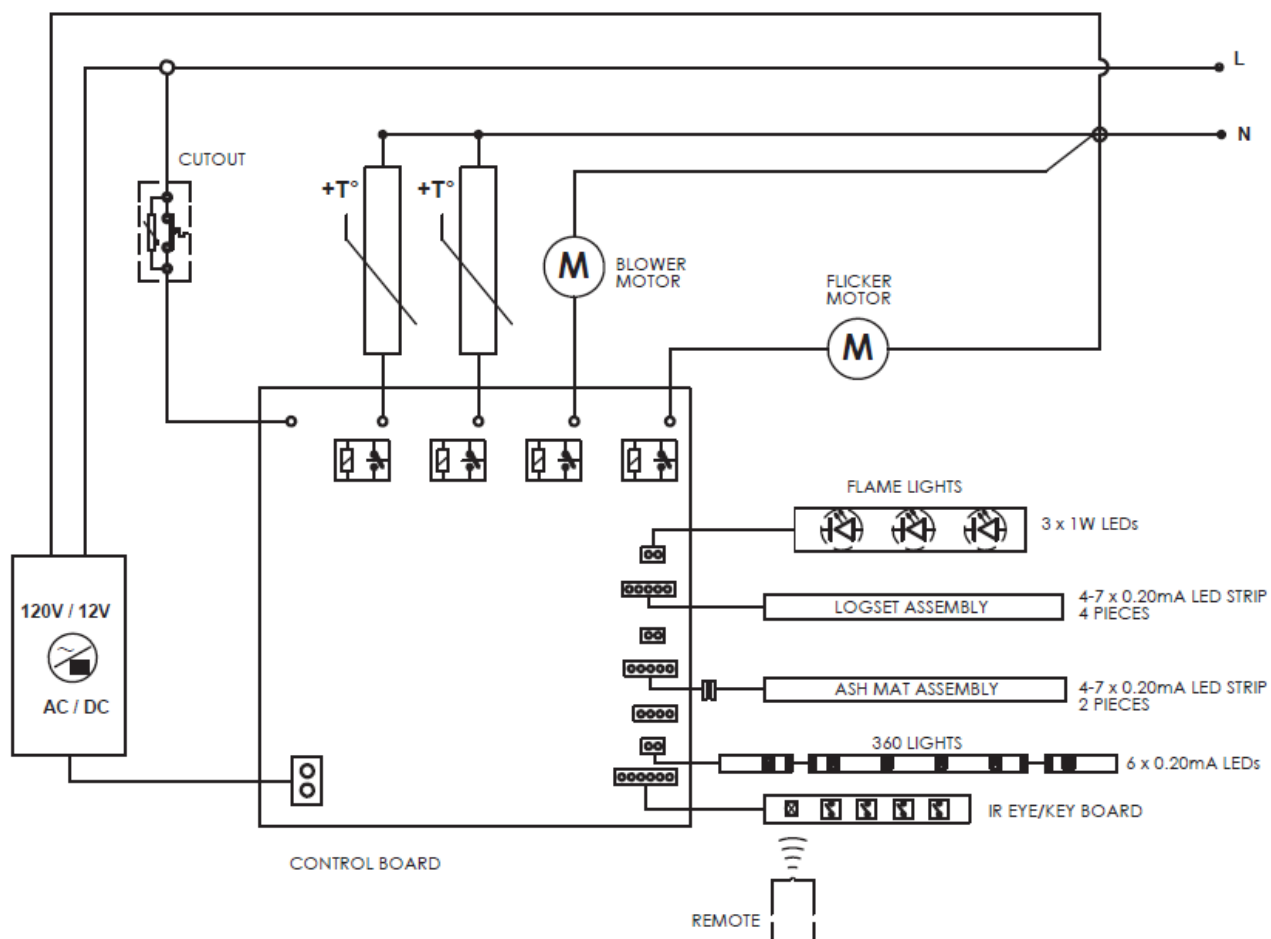 L
N
CUTOUT
+T°
+T°
M
BLOWER
MOTOR
FLICKER
MOTOR
M
FLAME LIGHTS
3 x 1W LEDs
LOGSET ASSEMBLY
4-7 x 0.20mA LED STRIP
4 PIECES
120V / 12V
AC / DC
ASH MAT ASSEMBLY
4-7 x 0.20mA LED STRIP
2 PIECES
360 LIGHTS
6 x 0.20mA LEDs
IR EYE/KEY BOARD
CONTROL BOARD
REMOTE